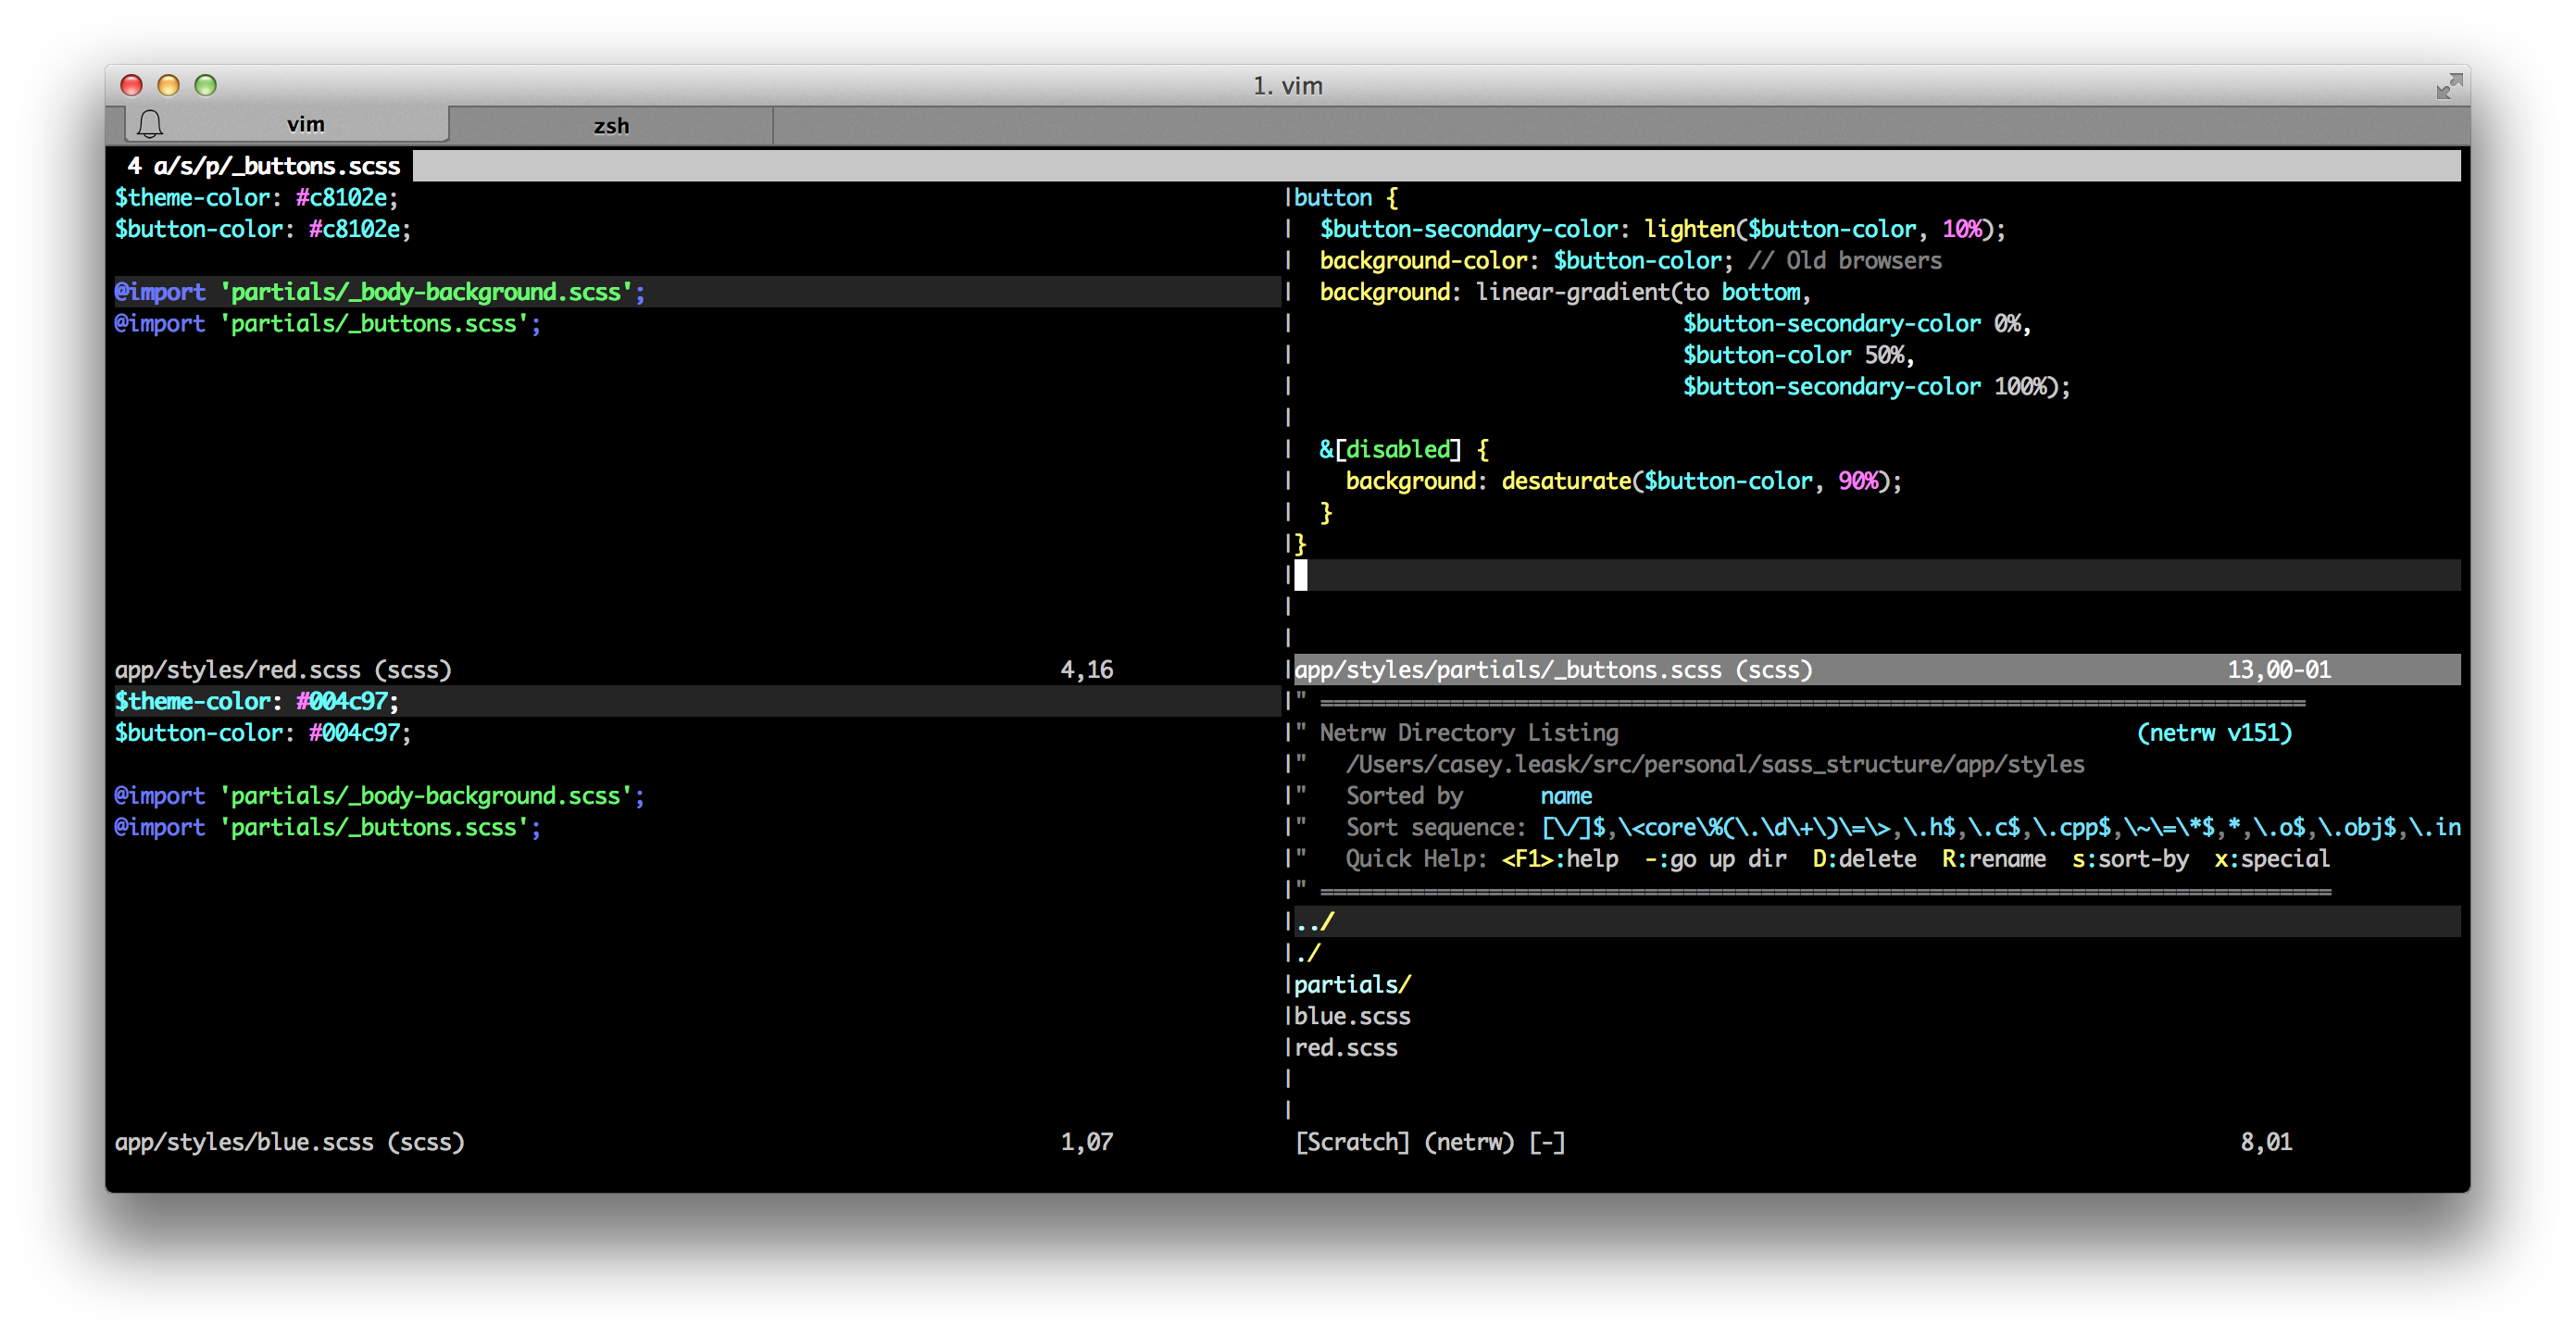 1. vim
vim
zsh
4 a/s/p/_buttons.scss
$theme-color: #c8102e;
$button-color: #c8102e;
@import 'partials/_body-background.scss';
@import 'partials/_buttons.scss';
app/styles/red.scss (scss) 4,16
button {
$button-secondary-color: lighten($button-color, 10%);
background-color: $button-color; // Old browsers
background: linear-gradient(to bottom,
$button-secondary-color 0%,
$button-color 50%,
$button-secondary-color 100%);
&[disabled] {
background: desaturate($button-color, 90%);
}
}
app/styles/partials/_buttons.scss (scss) 13,00-01
$theme-color: #004c97;
$button-color: #004c97;
@import 'partials/_body-background.scss';
@import 'partials/_buttons.scss';
app/styles/blue.scss (scss) 1,07
" ============================================================================
" Netrw Directory Listing (netrw v151)
" /Users/casey.leask/src/personal/sass_structure/app/styles
" Sorted by name
" Sort sequence: [\/]$,\<core\%(\.\d\+\)\=\>,\.h$,\.c$,\.cpp$,\~\=\*$,*,\.o$,\.obj$,\.in
" Quick Help: <F1>:help -:go up dir D:delete R:rename s:sort-by x:special
" ==============================================================================
../
./
partials/
blue.scss
red.scss
[Scratch] (netrw) [-] 8,01